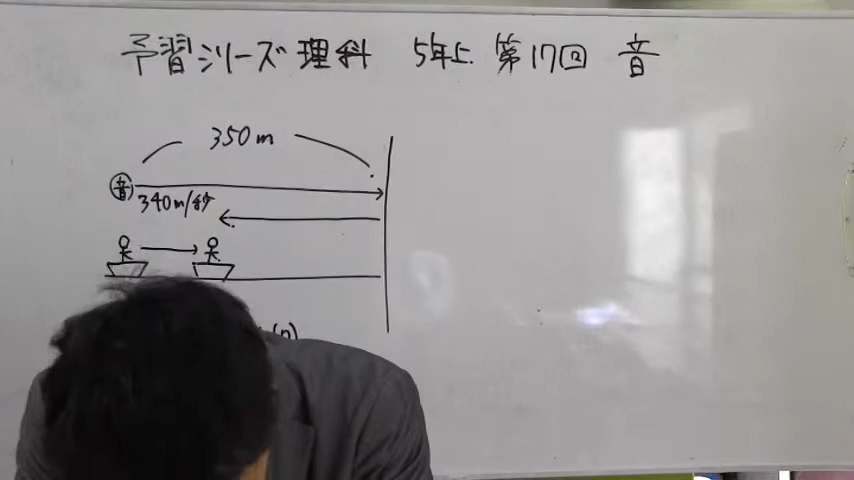 予習シリーズ 理科 5年上 第17回 音
350m
音
340m/秒